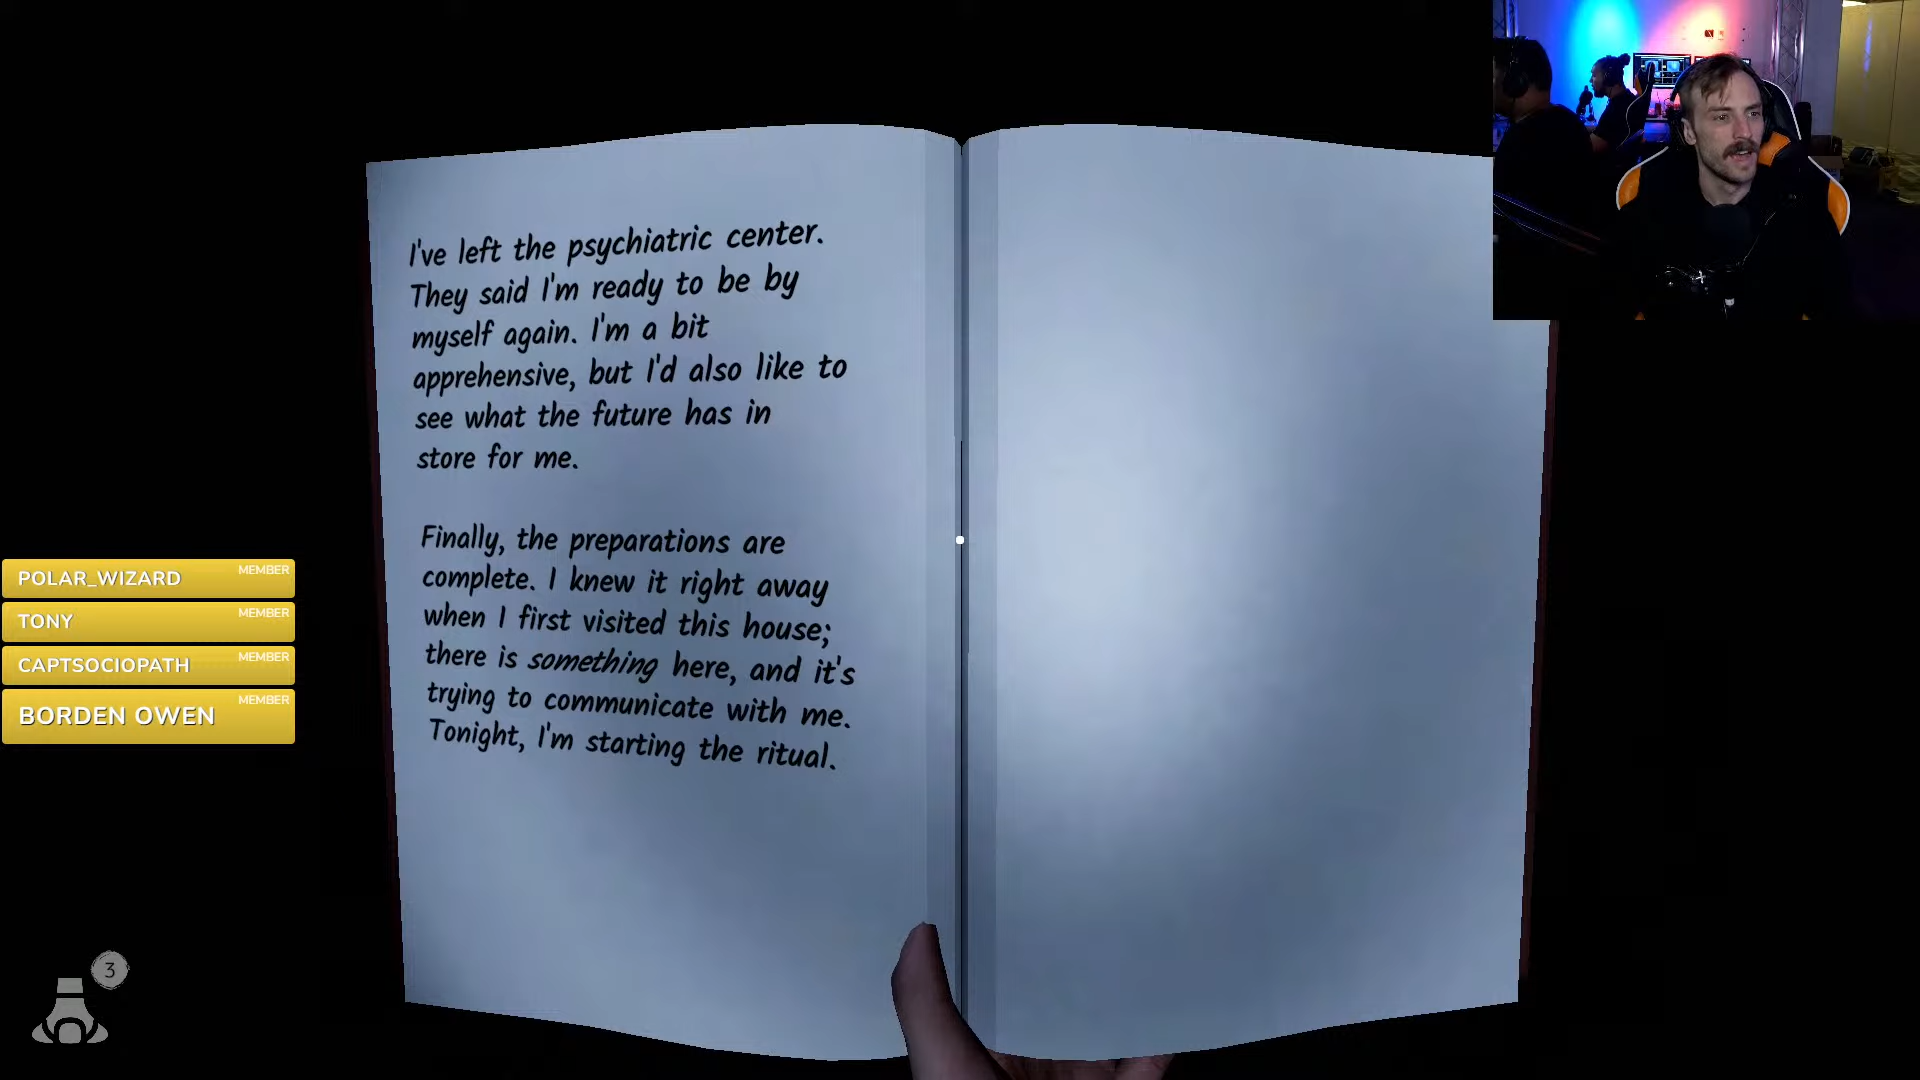 I've left the psychiatric center.
They said I'm ready to be by
myself again. I'm a bit
apprehensive, but I'd also like to
see what the future has in
store for me.
Finally, the preparations are
complete. I knew it right away
when I first visited this house;
there is something here, and it's
trying to communicate with me.
Tonight, I'm starting the ritual.
POLAR_WIZARD MEMBER
TONY MEMBER
CAPTSOCIOPATH MEMBER
BORDEN OWEN MEMBER
3